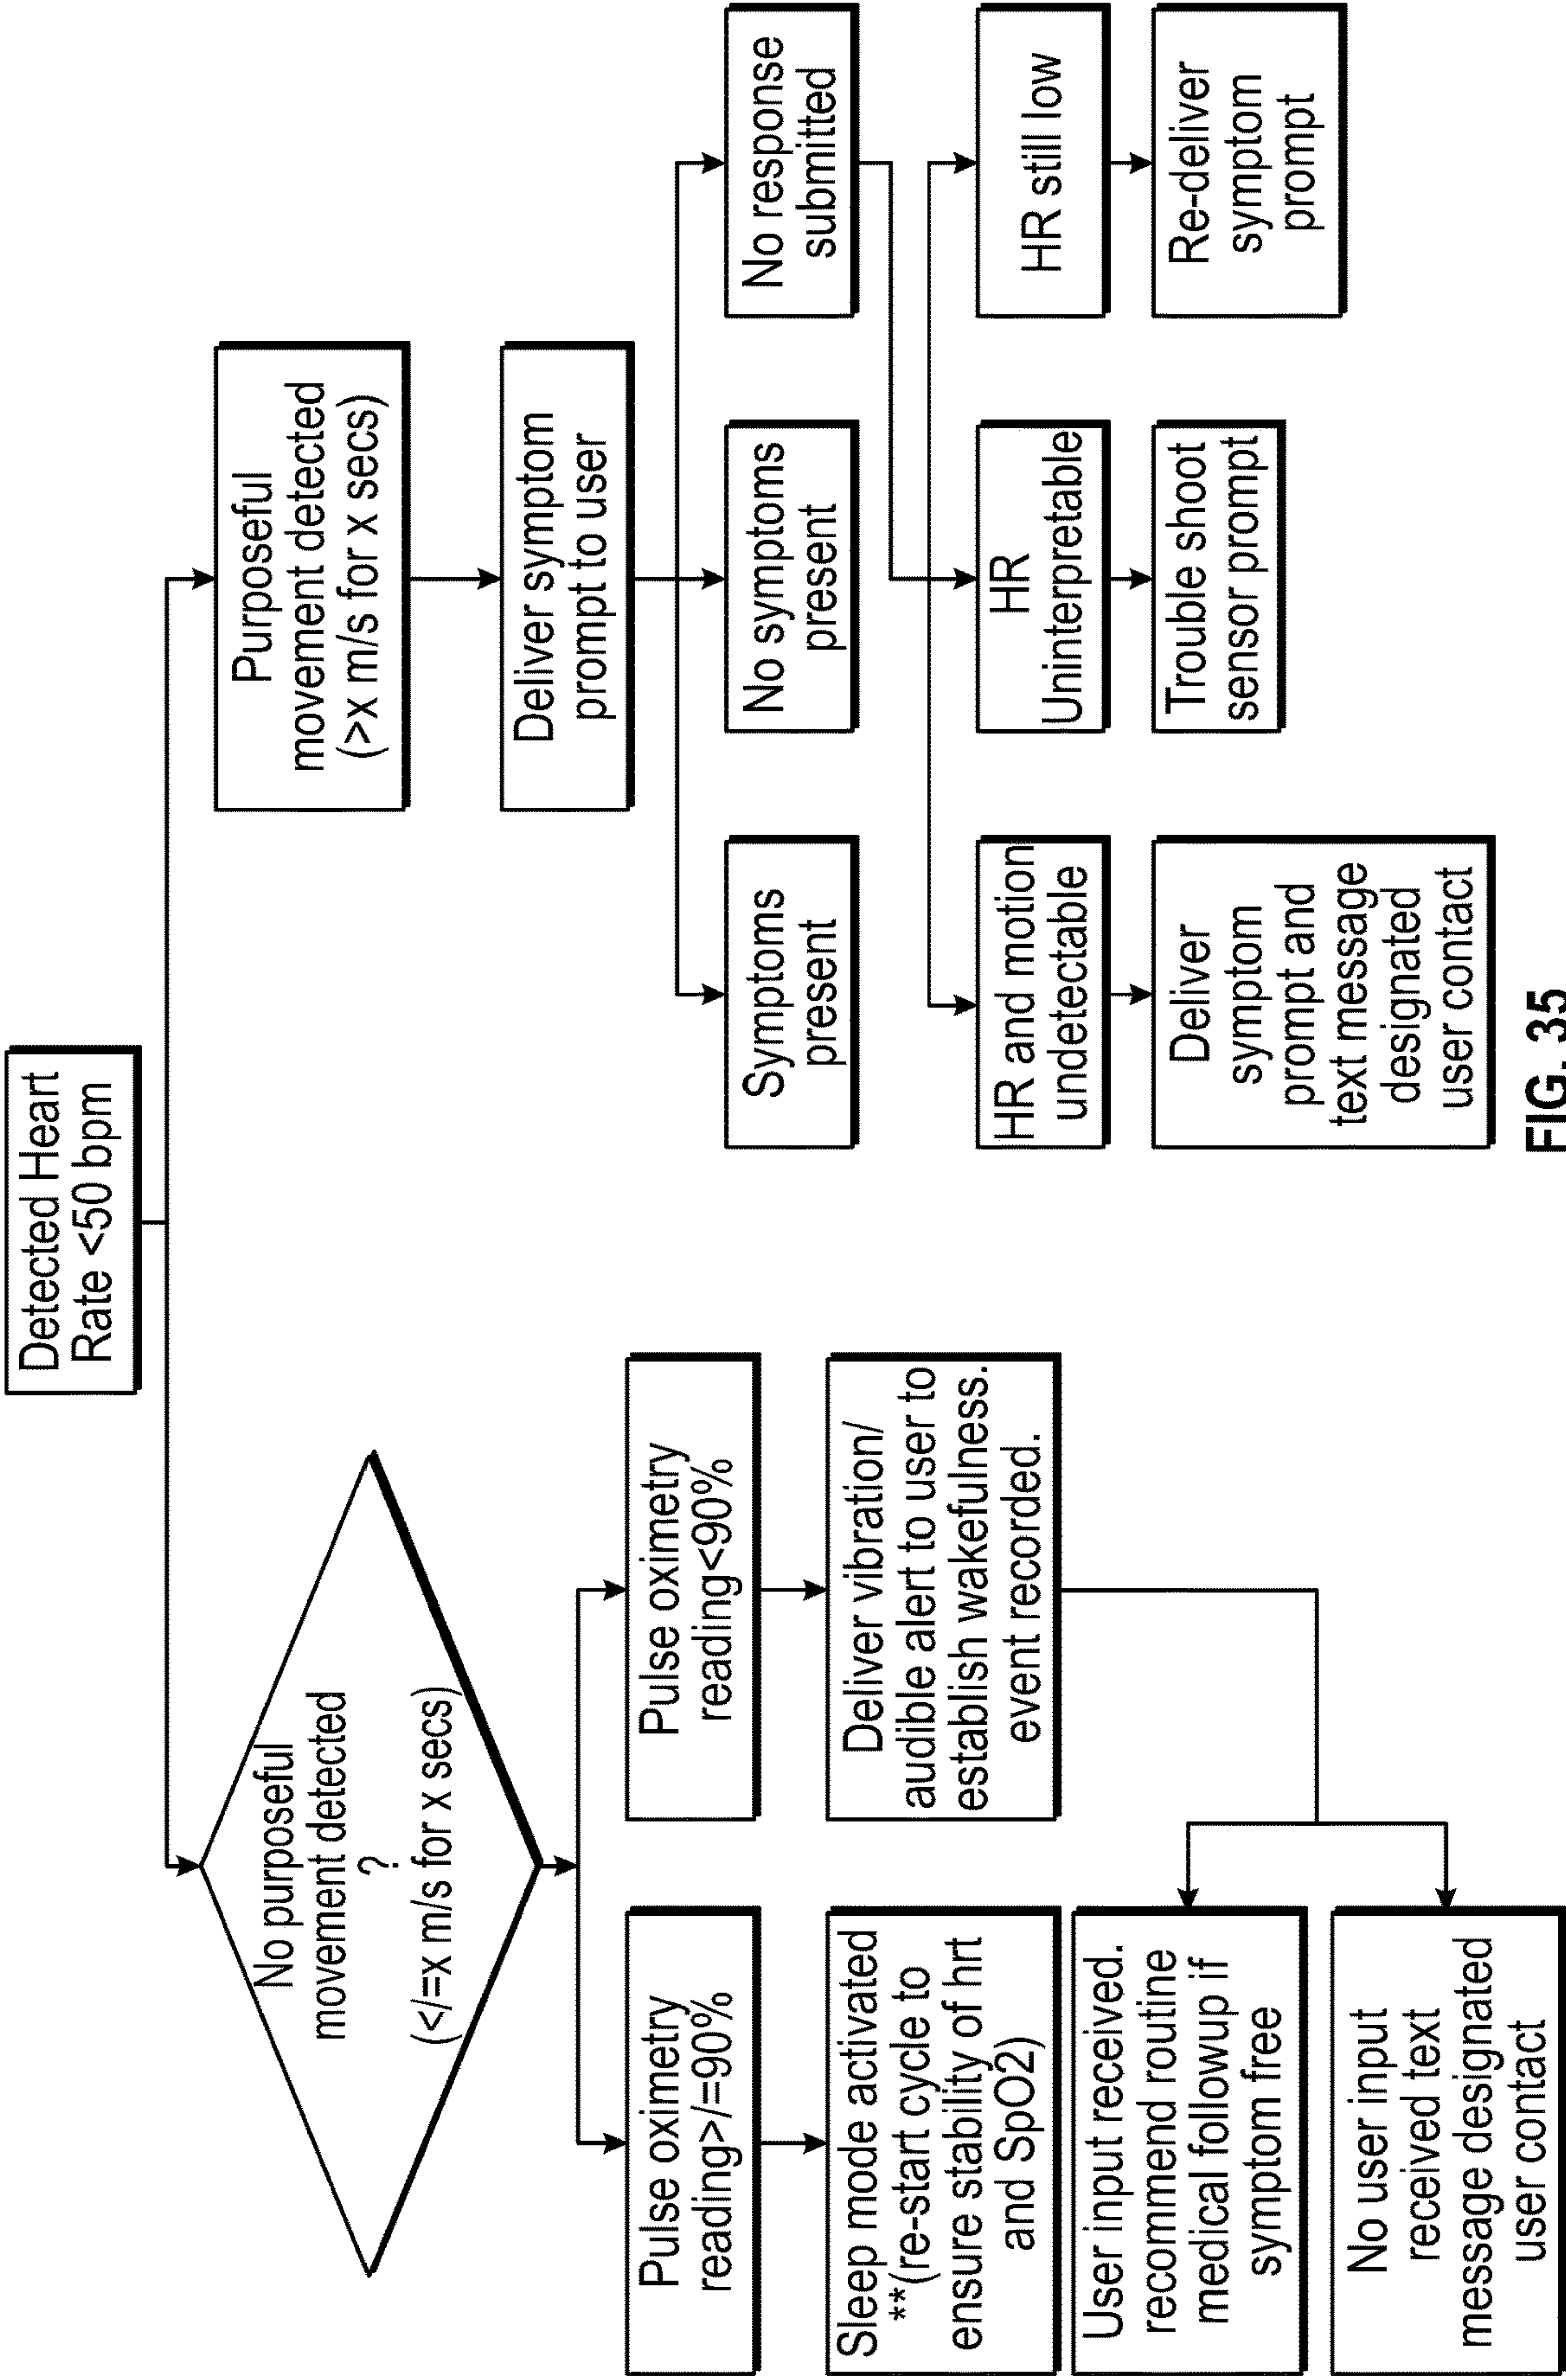 Detected Heart
Rate <50 bpm
No purposeful
movement detected
?
(</=x m/s for x secs)
Purposeful
movement detected
(>x m/s for x secs)
Pulse oximetry
reading>/=90%
Pulse oximetry
reading<90%
Sleep mode activated
**(re-start cycle to
ensure stability of hrt
and SpO2)
Deliver vibration/
audible alert to user to
establish wakefulness.
event recorded.
User input received.
recommend routine
medical followup if
symptom free
No user input
received text
message designated
user contact
Deliver symptom
prompt to user
Symptoms
present
No symptoms
present
No response
submitted
HR and motion
undetectable
HR
Uninterpretable
HR still low
Deliver
symptom
prompt and
text message
designated
user contact
Trouble shoot
sensor prompt
Re-deliver
symptom
prompt
FIG. 35